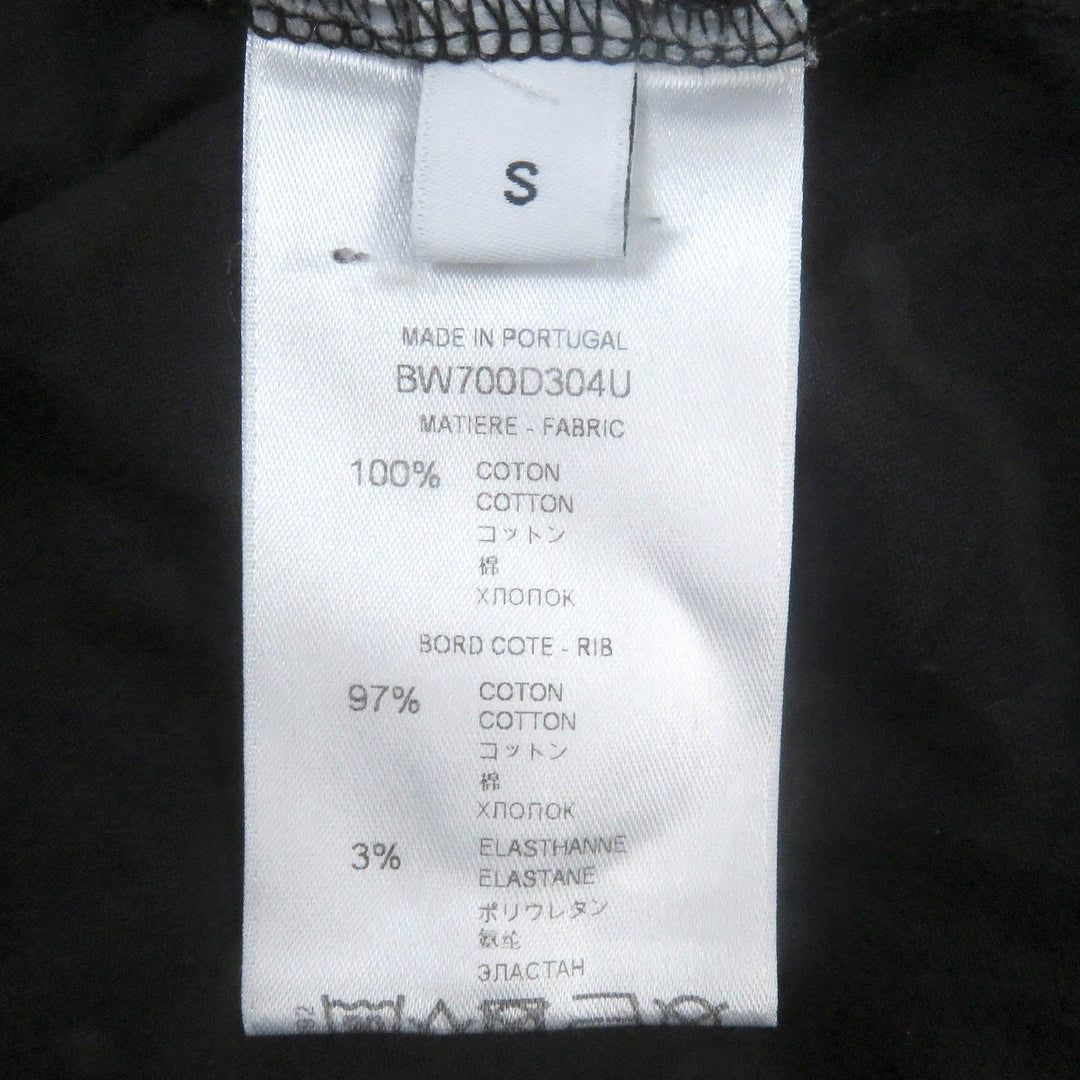 S
MADE IN PORTUGAL
BW700D304U
MATIERE - FABRIC
100% COTON
COTTON
コットン
棉
ХЛОПОК
BORD COTE - RIB
97% COTON
COTTON
コットン
棉
ХЛОПОК
3% ELASTHANNE
ELASTANE
ポリウレタン
氨纶
ЭЛАСТАН